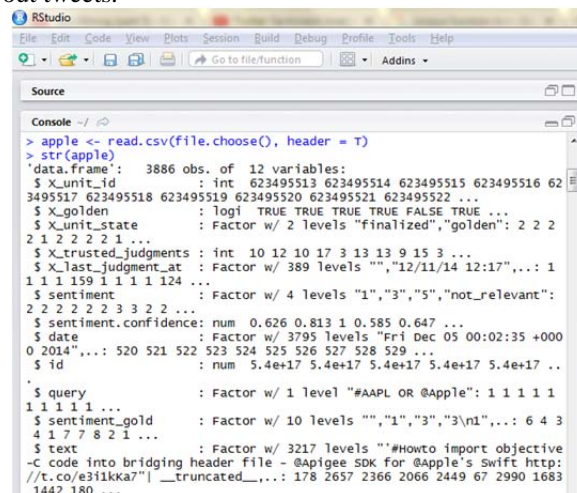 out tweets.
RStudio
File Edit Code View Plots Session Build Debug Profile Tools Help
Go to file/function Addins
Source
Console ~/
> apple <- read.csv(file.choose(), header = T)
> str(apple)
'data.frame': 3886 obs. of 12 variables:
$ X_unit_id : int 623495513 623495514 623495515 623495516 62
3495517 623495518 623495519 623495520 623495521 623495522 ...
$ X_golden : logi TRUE TRUE TRUE TRUE FALSE TRUE ...
$ X_unit_state : Factor w/ 2 levels "finalized","golden": 2 2 2
2 1 2 2 2 2 1 ...
$ X_trusted_judgments : int 10 12 10 17 3 13 13 9 15 3 ...
$ X_last_judgment_at : Factor w/ 389 levels "","12/11/14 12:17",..: 1
1 1 1 159 1 1 1 1 124 ...
$ sentiment : Factor w/ 4 levels "1","3","5","not_relevant":
2 2 2 2 2 2 3 3 2 2 ...
$ sentiment.confidence: num 0.626 0.813 1 0.585 0.647 ...
$ date : Factor w/ 3795 levels "Fri Dec 05 00:02:35 +000
0 2014",..: 520 521 522 523 524 525 526 527 528 529 ...
$ id : num 5.4e+17 5.4e+17 5.4e+17 5.4e+17 5.4e+17 ..
.
$ query : Factor w/ 1 level "#AAPL OR @Apple": 1 1 1 1 1
1 1 1 1 1 ...
$ sentiment_gold : Factor w/ 10 levels "","1","3","3\n1",..: 6 4 3
4 1 7 7 8 2 1 ...
$ text : Factor w/ 3217 levels "'#Howto import objective
-C code into bridging header file - @Apigee SDK for @Apple's Swift http:
//t.co/e3i1kka7"| __truncated__,..: 178 2657 2366 2066 2449 67 2990 1683
1442 180 ...